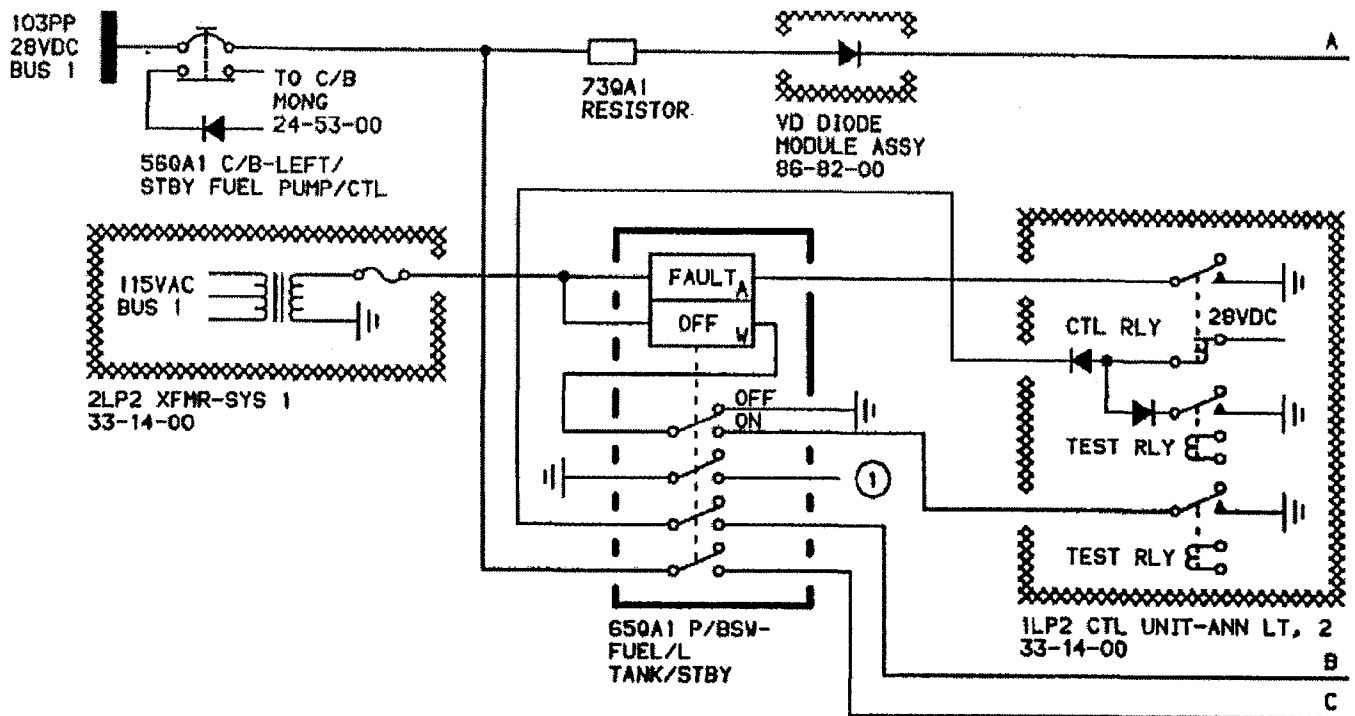 103PP
28VDC
BUS 1
TO C/B
MONG
24-53-00
56QA1 C/B-LEFT/
STBY FUEL PUMP/CTL
73QA1
RESISTOR
VD DIODE
MODULE ASSY
86-82-00
A
115VAC
BUS 1
2LP2 XFMR-SYS 1
33-14-00
FAULT A
OFF W
OFF
ON
1
65QA1 P/BSW-
FUEL/L
TANK/STBY
CTL RLY
28VDC
TEST RLY
TEST RLY
1LP2 CTL UNIT-ANN LT, 2
33-14-00
B
C